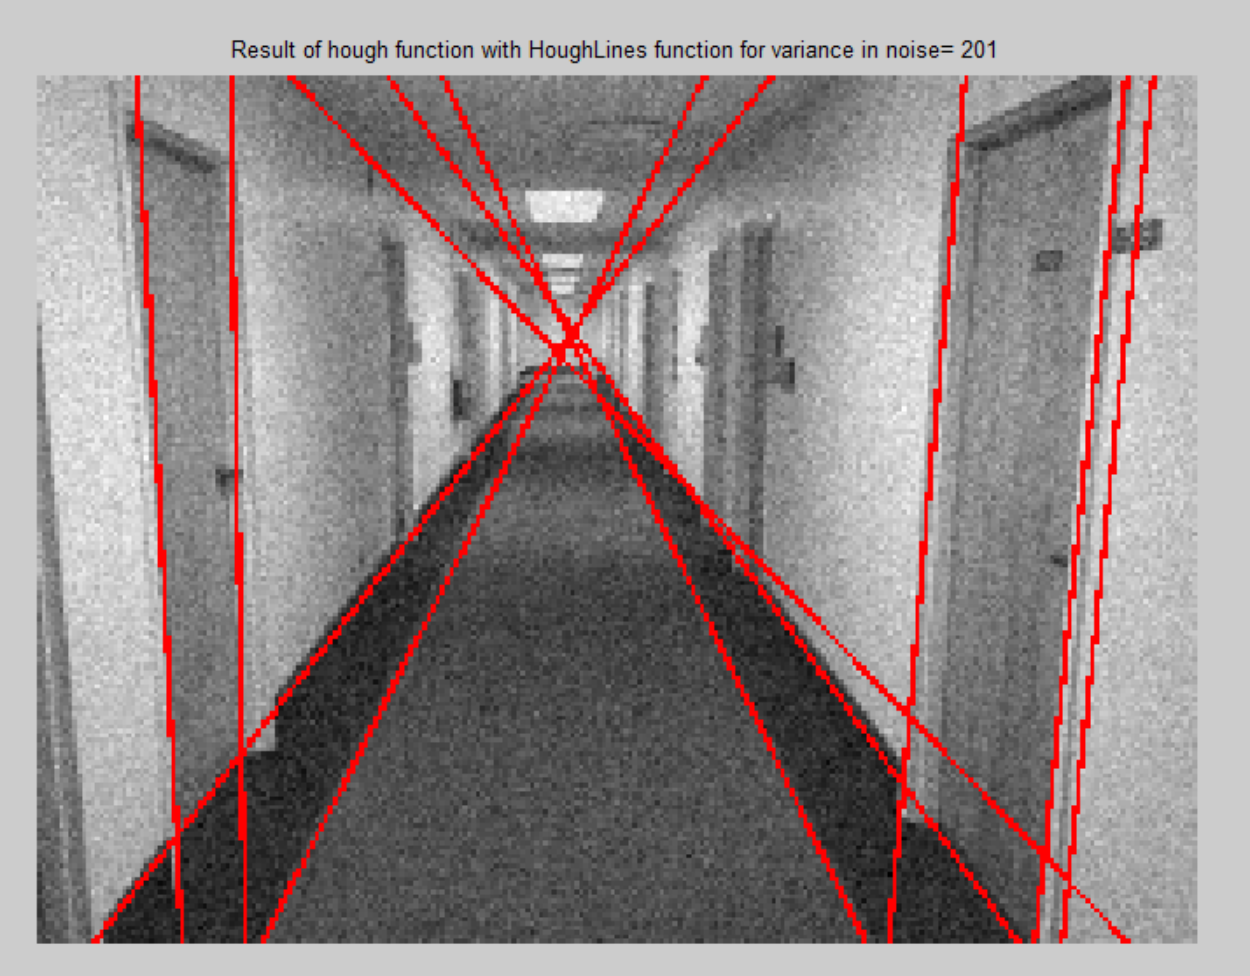 Result of hough function with HoughLines function for variance in noise= 201